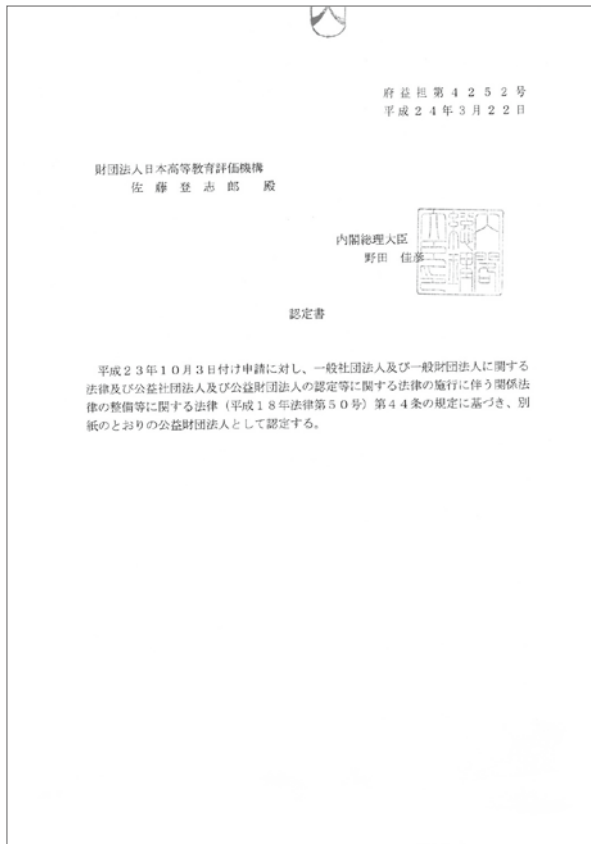 府益担第４２５２号
平成２４年３月２２日
財団法人日本高等教育評価機構
佐藤登志郎　殿
内閣総理大臣
野田　佳彦
認定書
平成２３年１０月３日付け申請に対し、一般社団法人及び一般財団法人に関する
法律及び公益社団法人及び公益財団法人の認定等に関する法律の施行に伴う関係法
律の整備等に関する法律（平成１８年法律第５０号）第４４条の規定に基づき、別
紙のとおりの公益財団法人として認定する。